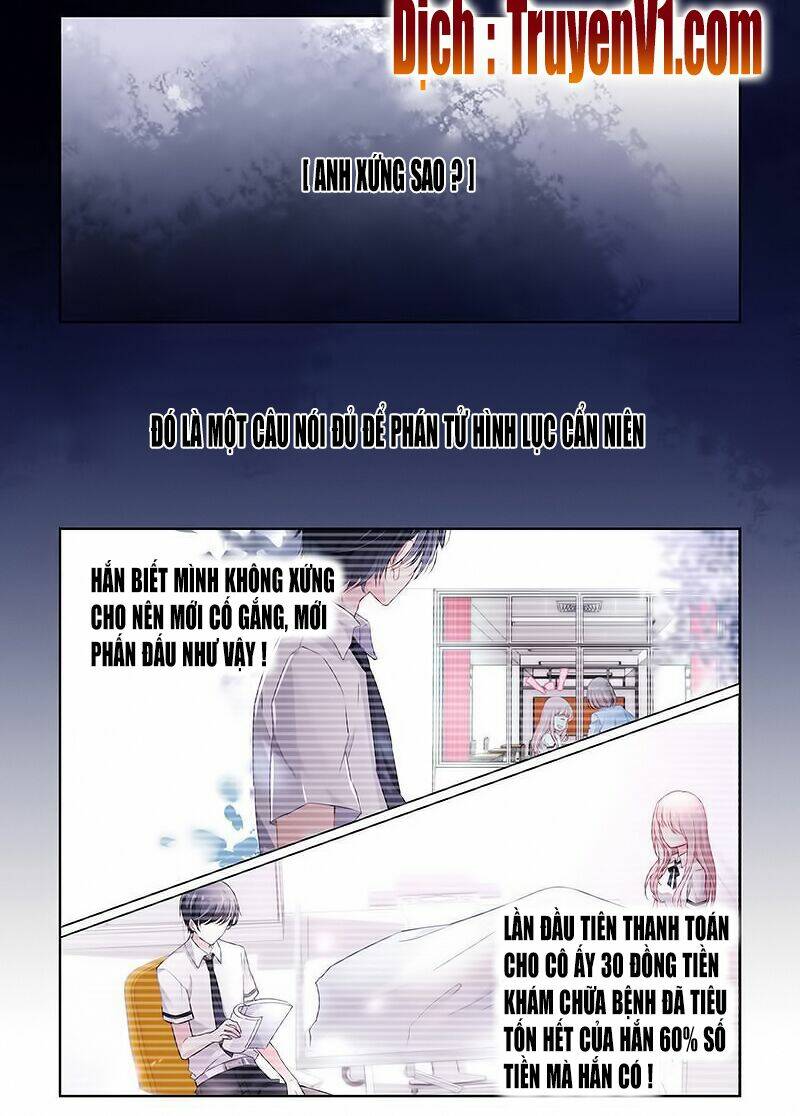 Dịch : TruyenV1.com
[ ANH XỨNG SAO ? ]
ĐÓ LÀ MỘT CÂU NÓI ĐỦ ĐỂ PHÁN TỬ HÌNH LỤC CẨN NIÊN
HẮN BIẾT MÌNH KHÔNG XỨNG
CHO NÊN MỚI CỐ GẮNG, MỚI
PHẤN ĐẤU NHƯ VẬY !
LẦN ĐẦU TIÊN THANH TOÁN
CHO CÔ ẤY 30 ĐỒNG TIỀN
KHÁM CHỮA BỆNH ĐÃ TIÊU
TỐN HẾT CỦA HẮN 60% SỐ
TIỀN MÀ HẮN CÓ !